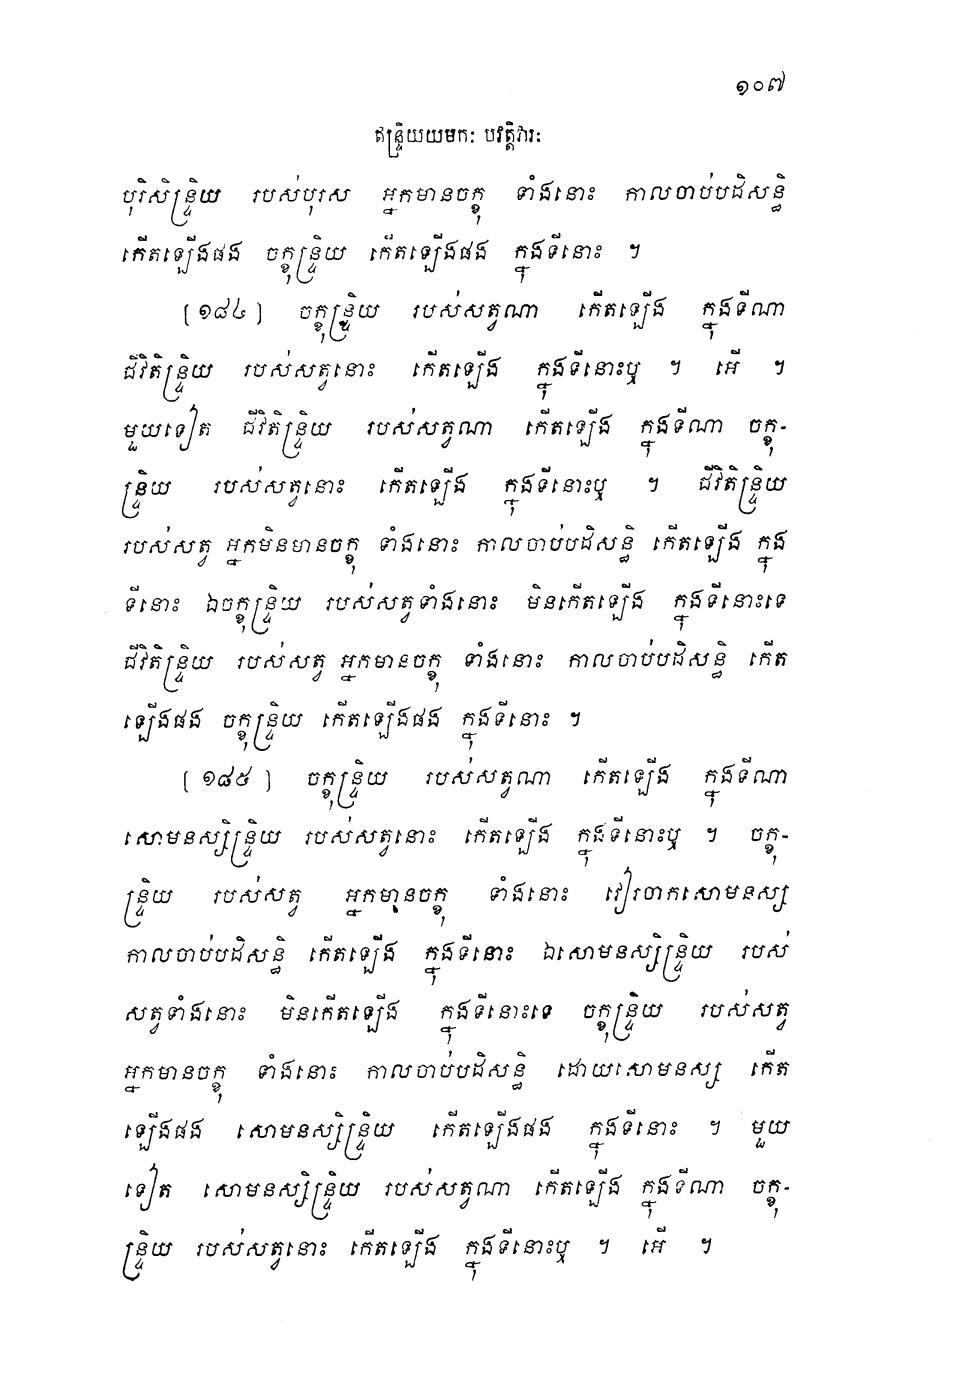 ១០៧
ឥន្ទ្រិយយមកៈ បវត្តិវារៈ
បុរិសិន្ទ្រិយ របស់បុរស អ្នកមានចក្ខុ ទាំងនោះ កាលចាប់បដិសន្ធិ
កើតឡើងផង ចក្ខុន្ទ្រិយ កើតឡើងផង ក្នុងទីនោះ ។
[១៨៤] ចក្ខុន្ទ្រិយ របស់សត្វណា កើតឡើង ក្នុងទីណា
ជីវិតិន្ទ្រិយ របស់សត្វនោះ កើតឡើង ក្នុងទីនោះឬ ។ អើ ។
មួយទៀត ជីវិតិន្ទ្រិយ របស់សត្វណា កើតឡើង ក្នុងទីណា ចក្ខុ-
ន្ទ្រិយ របស់សត្វនោះ កើតឡើង ក្នុងទីនោះឬ ។ ជីវិតិន្ទ្រិយ
របស់សត្វ អ្នកមិនមានចក្ខុ ទាំងនោះ កាលចាប់បដិសន្ធិ កើតឡើង ក្នុង
ទីនោះ ឯចក្ខុន្ទ្រិយ របស់សត្វទាំងនោះ មិនកើតឡើង ក្នុងទីនោះទេ
ជីវិតិន្ទ្រិយ របស់សត្វ អ្នកមានចក្ខុ ទាំងនោះ កាលចាប់បដិសន្ធិ កើត
ឡើងផង ចក្ខុន្ទ្រិយ កើតឡើងផង ក្នុងទីនោះ ។
[១៨៥] ចក្ខុន្ទ្រិយ របស់សត្វណា កើតឡើង ក្នុងទីណា
សោមនស្សិន្ទ្រិយ របស់សត្វនោះ កើតឡើង ក្នុងទីនោះឬ ។ ចក្ខុ-
ន្ទ្រិយ របស់សត្វ អ្នកមានចក្ខុ ទាំងនោះ វៀរចាកសោមនស្ស
កាលចាប់បដិសន្ធិ កើតឡើង ក្នុងទីនោះ ឯសោមនស្សិន្ទ្រិយ របស់
សត្វទាំងនោះ មិនកើតឡើង ក្នុងទីនោះទេ ចក្ខុន្ទ្រិយ របស់សត្វ
អ្នកមានចក្ខុ ទាំងនោះ កាលចាប់បដិសន្ធិ ដោយសោមនស្ស កើត
ឡើងផង សោមនស្សិន្ទ្រិយ កើតឡើងផង ក្នុងទីនោះ ។ មួយ
ទៀត សោមនស្សិន្ទ្រិយ របស់សត្វណា កើតឡើង ក្នុងទីណា ចក្ខុ-
ន្ទ្រិយ របស់សត្វនោះ កើតឡើង ក្នុងទីនោះឬ ។ អើ ។